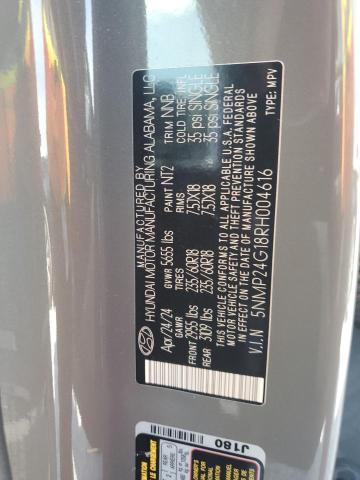 MANUFACTURED BY
HYUNDAI MOTOR MANUFACTURING ALABAMA, LLC
Apr/24/24 GVWR 5655 lbs PAINT NTZ TRIM NNB
GAWR TIRES RIMS COLD TIRE INFL
FRONT 2935 lbs 235/60R18 7.5JX18 35 psi SINGLE
REAR 3109 lbs 235/60R18 7.5JX18 35 psi SINGLE
THIS VEHICLE CONFORMS TO ALL APPLICABLE U.S.A. FEDERAL
MOTOR VEHICLE SAFETY AND THEFT PREVENTION STANDARDS
IN EFFECT ON THE DATE OF MANUFACTURE SHOWN ABOVE
V.I.N 5NMP24G18RH004616 TYPE: MPV
J180